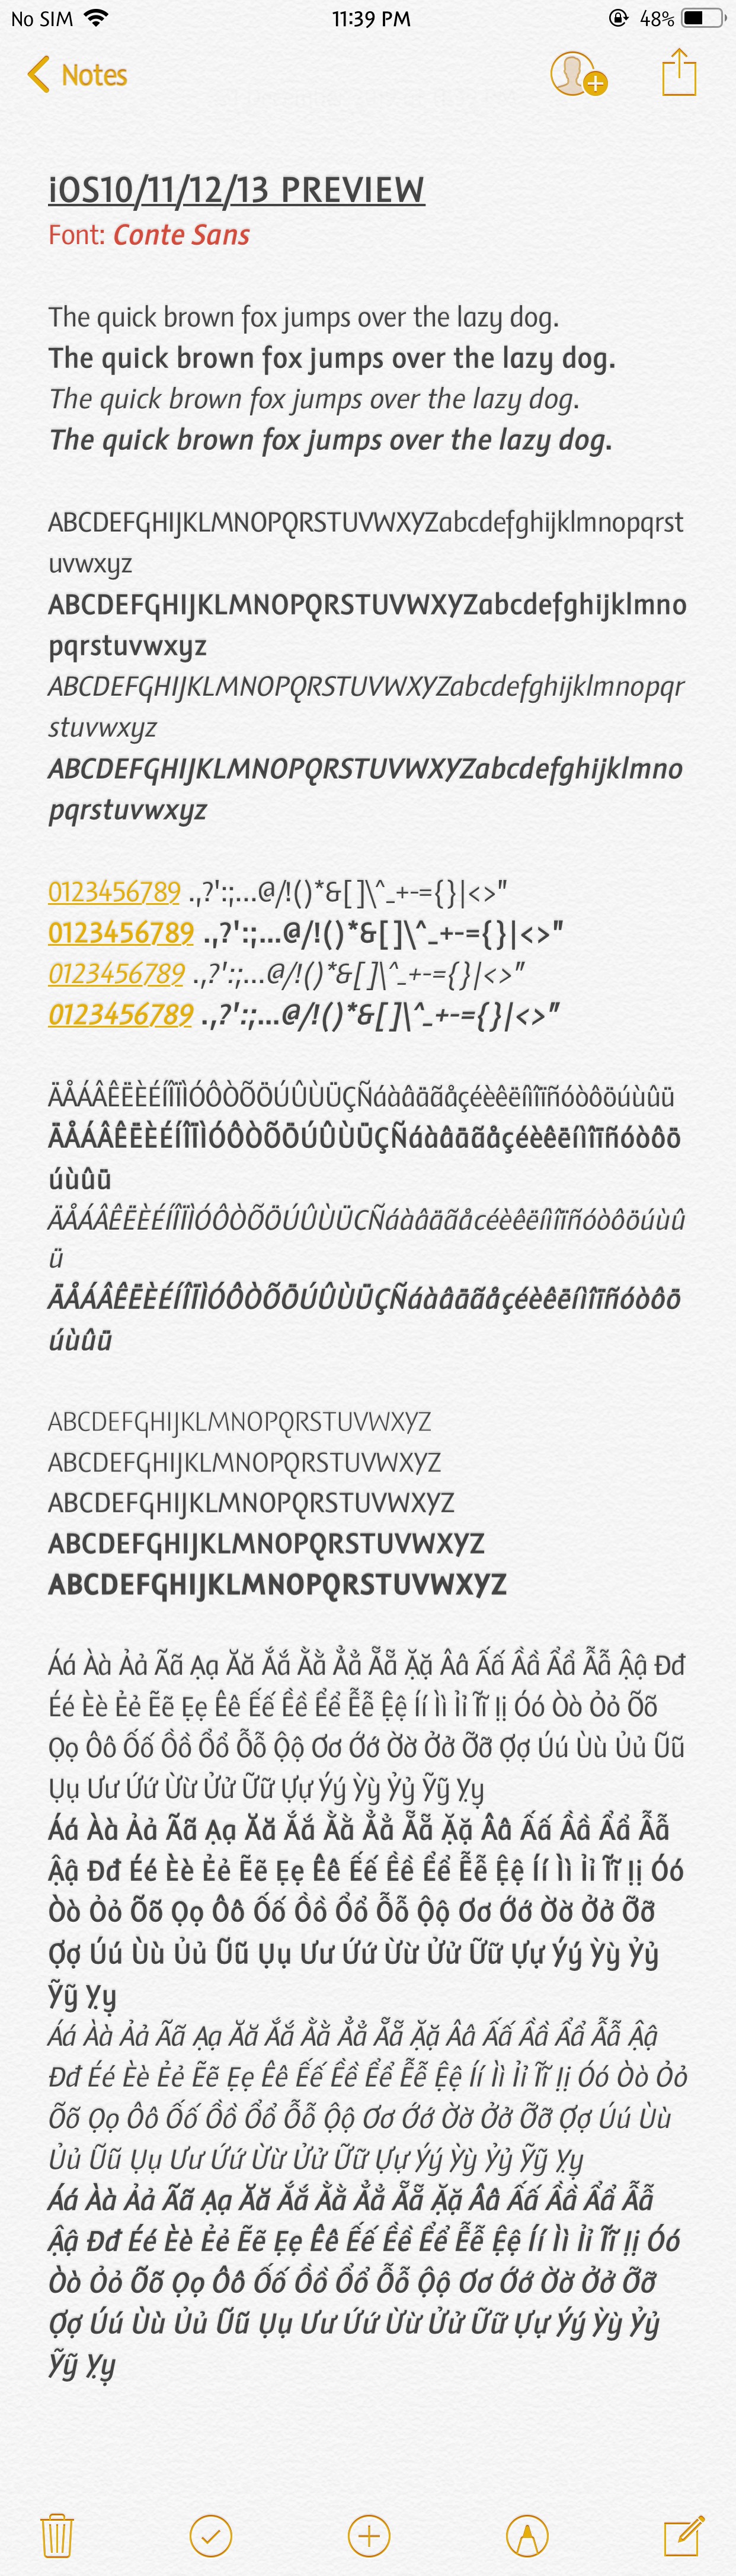 No SIM
11:39 PM
48%
Notes
iOS10/11/12/13 PREVIEW
Font: Conte Sans
The quick brown fox jumps over the lazy dog.
The quick brown fox jumps over the lazy dog.
The quick brown fox jumps over the lazy dog.
The quick brown fox jumps over the lazy dog.
ABCDEFGHIJKLMNOPQRSTUVWXYZabcdefghijklmnopqrst
uvwxyz
ABCDEFGHIJKLMNOPQRSTUVWXYZabcdefghijklmno
pqrstuvwxyz
ABCDEFGHIJKLMNOPQRSTUVWXYZabcdefghijklmnopqr
stuvwxyz
ABCDEFGHIJKLMNOPQRSTUVWXYZabcdefghijklmno
pqrstuvwxyz
0123456789 .,?':;...@/!()*&[]\^_+-={}|<>"
0123456789 .,?':;...@/!()*&[]\^_+-={}|<>"
0123456789 .,?':;...@/!()*&[]\^_+-={}|<>"
0123456789 .,?':;...@/!()*&[]\^_+-={}|<>"
ÄÅÁÂÊËÈÉÍÎÏÌÓÔÒÕÖÚÛÙÜÇÑáàâäãåçéèêëíìîïñóòôöúùûü
ÄÅÁÂÊËÈÉÍÎÏÌÓÔÒÕÖÚÛÙÜÇÑáàâäãåçéèêëíìîïñóòôö
úùûü
ÄÅÁÂÊËÈÉÍÎÏÌÓÔÒÕÖÚÛÙÜCÑáàâäãåcéèêëíìîïñóòôöúùû
ü
ÄÅÁÂÊËÈÉÍÎÏÌÓÔÒÕÖÚÛÙÜÇÑáàâäãåçéèêëíìîïñóòôö
úùûü
ABCDEFGHIJKLMNOPQRSTUVWXYZ
ABCDEFGHIJKLMNOPQRSTUVWXYZ
ABCDEFGHIJKLMNOPQRSTUVWXYZ
ABCDEFGHIJKLMNOPQRSTUVWXYZ
ABCDEFGHIJKLMNOPQRSTUVWXYZ
Áá Àà Ảả Ãã Ạạ Ăă Ắắ Ằằ Ẳẳ Ẵẵ Ặặ Ââ Ấấ Ầầ Ẩẩ Ẫẫ Ậậ Đđ
Éé Èè Ẻẻ Ẽẽ Ẹẹ Êê Ếế Ềề Ểể Ễễ Ệệ Íí Ìì Ỉỉ Ĩĩ Ịị Óó Òò Ỏỏ Õõ
Ọọ Ôô Ốố Ồồ Ổổ Ỗỗ Ộộ Ơơ Ớớ Ờờ Ởở Ỡỡ Ợợ Úú Ùù Ủủ Ũũ
Ụụ Ưư Ứứ Ừừ Ửử Ữữ Ựự Ýý Ỳỳ Ỷỷ Ỹỹ Ỵỵ
Áá Àà Ảả Ãã Ạạ Ăă Ắắ Ằằ Ẳẳ Ẵẵ Ặặ Ââ Ấấ Ầầ Ẩẩ Ẫẫ
Ậậ Đđ Éé Èè Ẻẻ Ẽẽ Ẹẹ Êê Ếế Ềề Ểể Ễễ Ệệ Íí Ìì Ỉỉ Ĩĩ Ịị Óó
Òò Ỏỏ Õõ Ọọ Ôô Ốố Ồồ Ổổ Ỗỗ Ộộ Ơơ Ớớ Ờờ Ởở Ỡỡ
Ợợ Úú Ùù Ủủ Ũũ Ụụ Ưư Ứứ Ừừ Ửử Ữữ Ựự Ýý Ỳỳ Ỷỷ
Ỹỹ Ỵỵ
Áá Àà Ảả Ãã Ạạ Ăă Ắắ Ằằ Ẳẳ Ẵẵ Ặặ Ââ Ấấ Ầầ Ẩẩ Ẫẫ Ậậ
Đđ Éé Èè Ẻẻ Ẽẽ Ẹẹ Êê Ếế Ềề Ểể Ễễ Ệệ Íí Ìì Ỉỉ Ĩĩ Ịị Óó Òò Ỏỏ
Õõ Ọọ Ôô Ốố Ồồ Ổổ Ỗỗ Ộộ Ơơ Ớớ Ờờ Ởở Ỡỡ Ợợ Úú Ùù
Ủủ Ũũ Ụụ Ưư Ứứ Ừừ Ửử Ữữ Ựự Ýý Ỳỳ Ỷỷ Ỹỹ Ỵỵ
Áá Àà Ảả Ãã Ạạ Ăă Ắắ Ằằ Ẳẳ Ẵẵ Ặặ Ââ Ấấ Ầầ Ẩẩ Ẫẫ
Ậậ Đđ Éé Èè Ẻẻ Ẽẽ Ẹẹ Êê Ếế Ềề Ểể Ễễ Ệệ Íí Ìì Ỉỉ Ĩĩ Ịị Óó
Òò Ỏỏ Õõ Ọọ Ôô Ốố Ồồ Ổổ Ỗỗ Ộộ Ơơ Ớớ Ờờ Ởở Ỡỡ
Ợợ Úú Ùù Ủủ Ũũ Ụụ Ưư Ứứ Ừừ Ửử Ữữ Ựự Ýý Ỳỳ Ỷỷ
Ỹỹ Ỵỵ